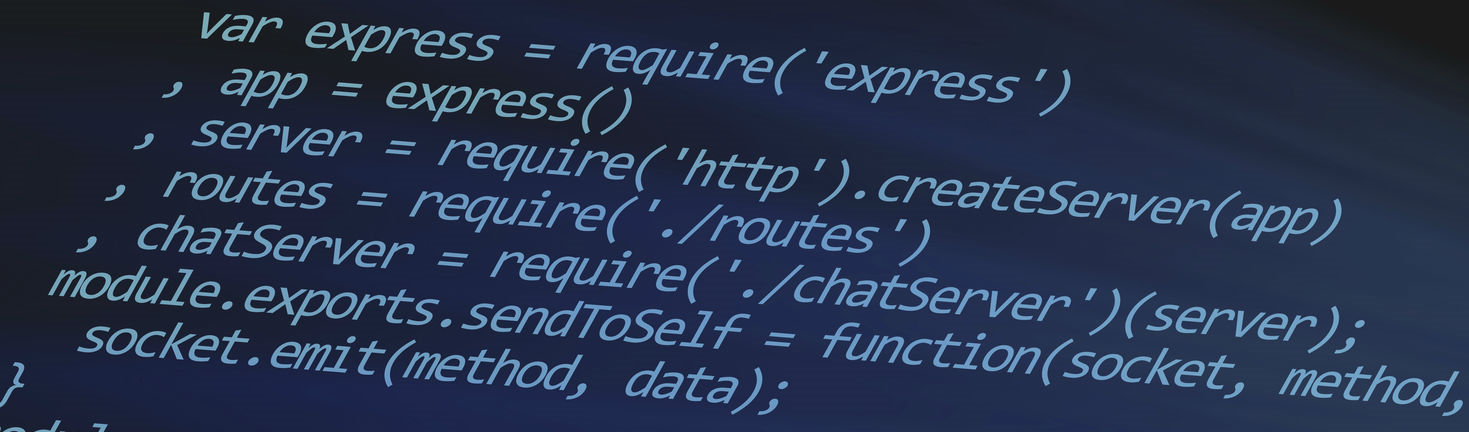 var express = require('express')
, app = express()
, server = require('http').createServer(app)
, routes = require('./routes')
, chatServer = require('./chatServer')(server);
module.exports.sendToSelf = function(socket, method,
socket.emit(method, data);
}